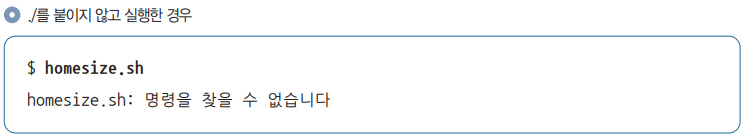 ./를 붙이지 않고 실행한 경우
$ homesize.sh
homesize.sh: 명령을 찾을 수 없습니다